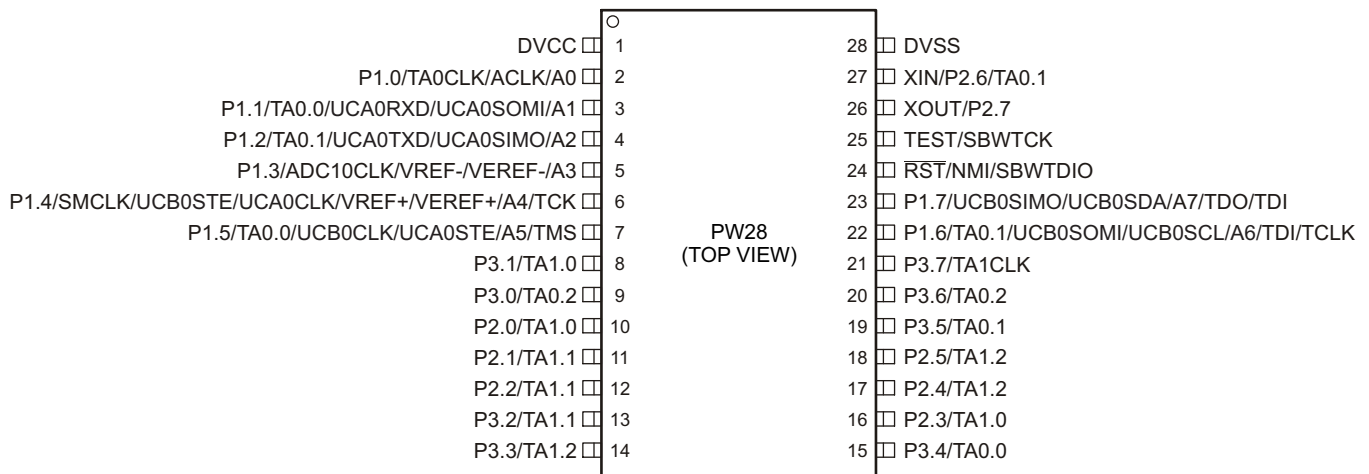 DVCC 1 28 DVSS
P1.0/TA0CLK/ACLK/A0 2 27 XIN/P2.6/TA0.1
P1.1/TA0.0/UCA0RXD/UCA0SOMI/A1 3 26 XOUT/P2.7
P1.2/TA0.1/UCA0TXD/UCA0SIMO/A2 4 25 TEST/SBWTCK
P1.3/ADC10CLK/VREF-/VEREF-/A3 5 24 RST/NMI/SBWTDIO
P1.4/SMCLK/UCB0STE/UCA0CLK/VREF+/VEREF+/A4/TCK 6 23 P1.7/UCB0SIMO/UCB0SDA/A7/TDO/TDI
P1.5/TA0.0/UCB0CLK/UCA0STE/A5/TMS 7 PW28 22 P1.6/TA0.1/UCB0SOMI/UCB0SCL/A6/TDI/TCLK
(TOP VIEW)
P3.1/TA1.0 8 21 P3.7/TA1CLK
P3.0/TA0.2 9 20 P3.6/TA0.2
P2.0/TA1.0 10 19 P3.5/TA0.1
P2.1/TA1.1 11 18 P2.5/TA1.2
P2.2/TA1.1 12 17 P2.4/TA1.2
P3.2/TA1.1 13 16 P2.3/TA1.0
P3.3/TA1.2 14 15 P3.4/TA0.0